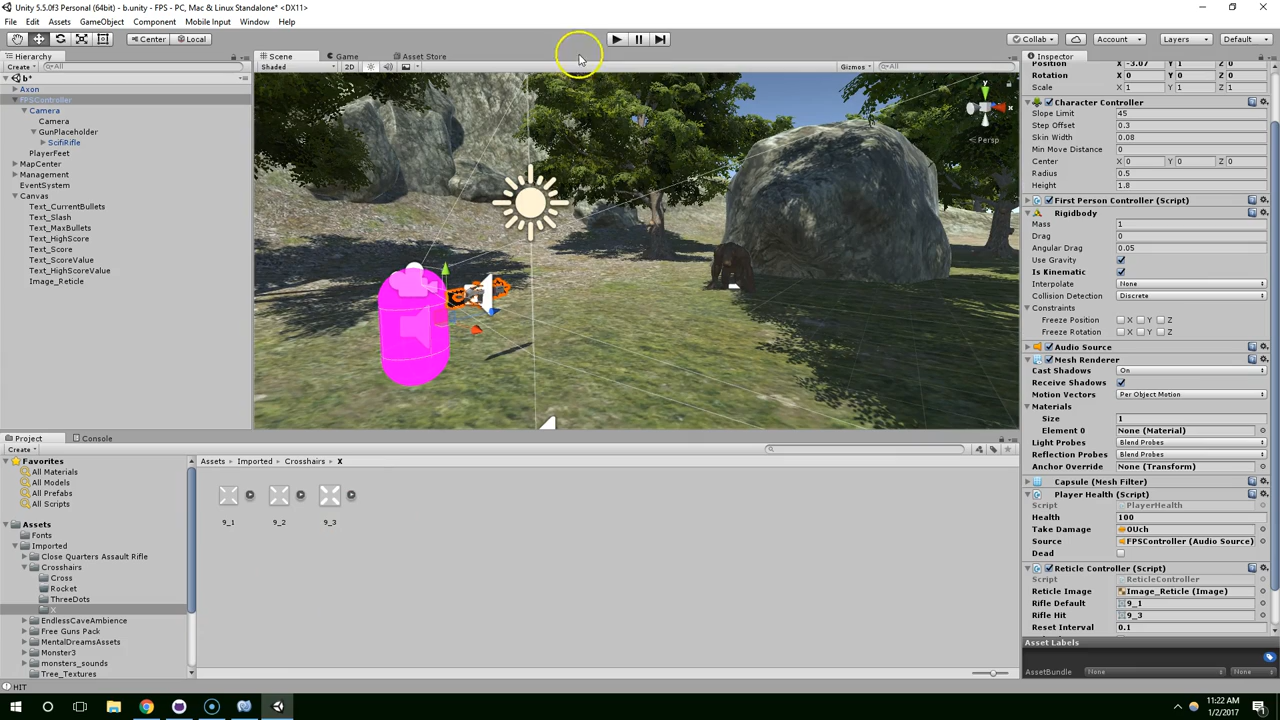 Unity 5.5.0f3 Personal (64bit) - b.unity - FPS - PC, Mac & Linux Standalone* <DX11>
File Edit Assets GameObject Component Mobile Input Window Help
Center Local Collab Account Layers Default
Hierarchy Scene Game Asset Store Inspector
Create All Shaded 2D Gizmos All
b*
Axon
FPSController
Camera
Camera
GunPlaceholder
ScifiRifle
PlayerFeet
MapCenter
Management
EventSystem
Canvas
Text_CurrentBullets
Text_Slash
Text_MaxBullets
Text_HighScore
Text_Score
Text_ScoreValue
Text_HighScoreValue
Image_Reticle
y
x
Persp
Position X -3.07 Y 1 Z 0
Rotation X 0 Y 0 Z 0
Scale X 1 Y 1 Z 1
Character Controller
Slope Limit 45
Step Offset 0.3
Skin Width 0.08
Min Move Distance 0
Center X 0 Y 0 Z 0
Radius 0.5
Height 1.8
First Person Controller (Script)
Rigidbody
Mass 1
Drag 0
Angular Drag 0.05
Use Gravity
Is Kinematic
Interpolate None
Collision Detection Discrete
Constraints
Freeze Position X Y Z
Freeze Rotation X Y Z
Audio Source
Mesh Renderer
Cast Shadows On
Receive Shadows
Motion Vectors Per Object Motion
Materials
Size 1
Element 0 None (Material)
Light Probes Blend Probes
Reflection Probes Blend Probes
Anchor Override None (Transform)
Capsule (Mesh Filter)
Player Health (Script)
Script PlayerHealth
Health 100
Take Damage OUch
Source FPSController (Audio Source)
Dead
Reticle Controller (Script)
Script ReticleController
Reticle Image Image_Reticle (Image)
Rifle Default 9_1
Rifle Hit 9_3
Reset Interval 0.1
Asset Labels
AssetBundle None None
Project Console
Create
Favorites
All Materials
All Models
All Prefabs
All Scripts
Assets
Fonts
Imported
Close Quarters Assault Rifle
Crosshairs
Cross
Rocket
ThreeDots
X
EndlessCaveAmbience
Free Guns Pack
MentalDreamsAssets
Monster3
monsters_sounds
Tree_Textures
Assets Imported Crosshairs X
9_1 9_2 9_3
HIT
11:22 AM
1/2/2017